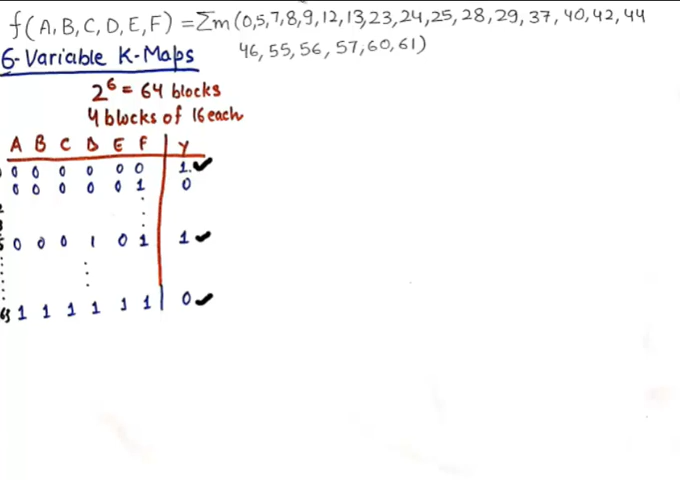 f(A,B,C,D,E,F) = Σm(0,5,7,8,9,12,13,23,24,25,28,29,37,40,42,44
46,55,56,57,60,61)
6-Variable K-Maps
2⁶ = 64 blocks
4 blocks of 16 each
A B C D E F | Y
0 0 0 0 0 0 1. ✓
0 0 0 0 0 1 0
0 0 0 1 0 1 1 ✓
63 1 1 1 1 1 1 | 0 ✓